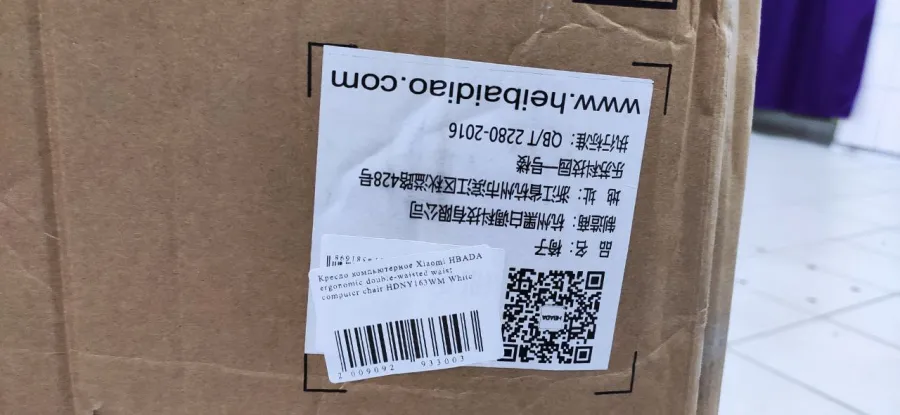 品 名：椅子
制造商：杭州黑白调科技有限公司
地 址：浙江省杭州市滨江区秋溢路428号
乐苏科技园一号楼
执行标准：QB/T 2280-2016
www.heibaidiao.com
HBADA
Кресло компьютерное Xiaomi HBADA
ergonomic double-waisted waist
computer chair HDNY163WM White
2 009092 933003